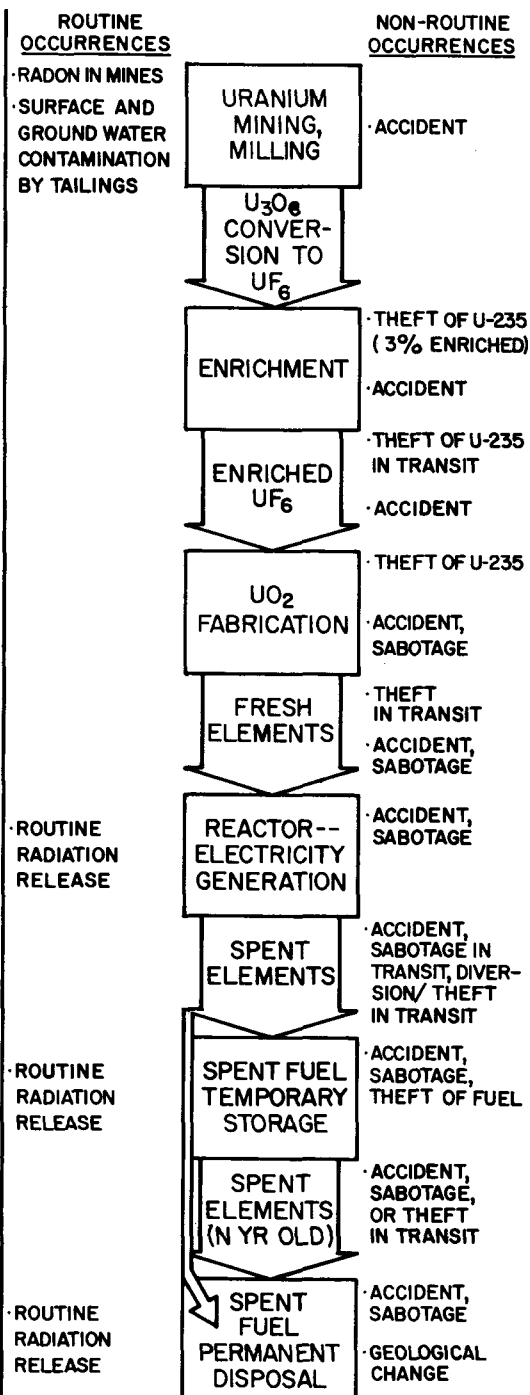 ROUTINE
OCCURRENCES
NON-ROUTINE
OCCURRENCES
·RADON IN MINES
·SURFACE AND
GROUND WATER
CONTAMINATION
BY TAILINGS
URANIUM
MINING,
MILLING
·ACCIDENT
U₃O₈
CONVER-
SION TO
UF₆
ENRICHMENT
·THEFT OF U-235
(3% ENRICHED)
·ACCIDENT
ENRICHED
UF₆
·THEFT OF U-235
IN TRANSIT
·ACCIDENT
UO₂
FABRICATION
·THEFT OF U-235
·ACCIDENT,
SABOTAGE
FRESH
ELEMENTS
·THEFT
IN TRANSIT
·ACCIDENT,
SABOTAGE
·ROUTINE
RADIATION
RELEASE
REACTOR--
ELECTRICITY
GENERATION
·ACCIDENT,
SABOTAGE
SPENT
ELEMENTS
·ACCIDENT,
SABOTAGE IN
TRANSIT, DIVER-
SION/ THEFT
IN TRANSIT
·ROUTINE
RADIATION
RELEASE
SPENT FUEL
TEMPORARY
STORAGE
·ACCIDENT,
SABOTAGE,
THEFT OF FUEL
SPENT
ELEMENTS
(N YR OLD)
·ACCIDENT,
SABOTAGE,
OR THEFT
IN TRANSIT
·ROUTINE
RADIATION
RELEASE
SPENT
FUEL
PERMANENT
DISPOSAL
·ACCIDENT,
SABOTAGE
·GEOLOGICAL
CHANGE